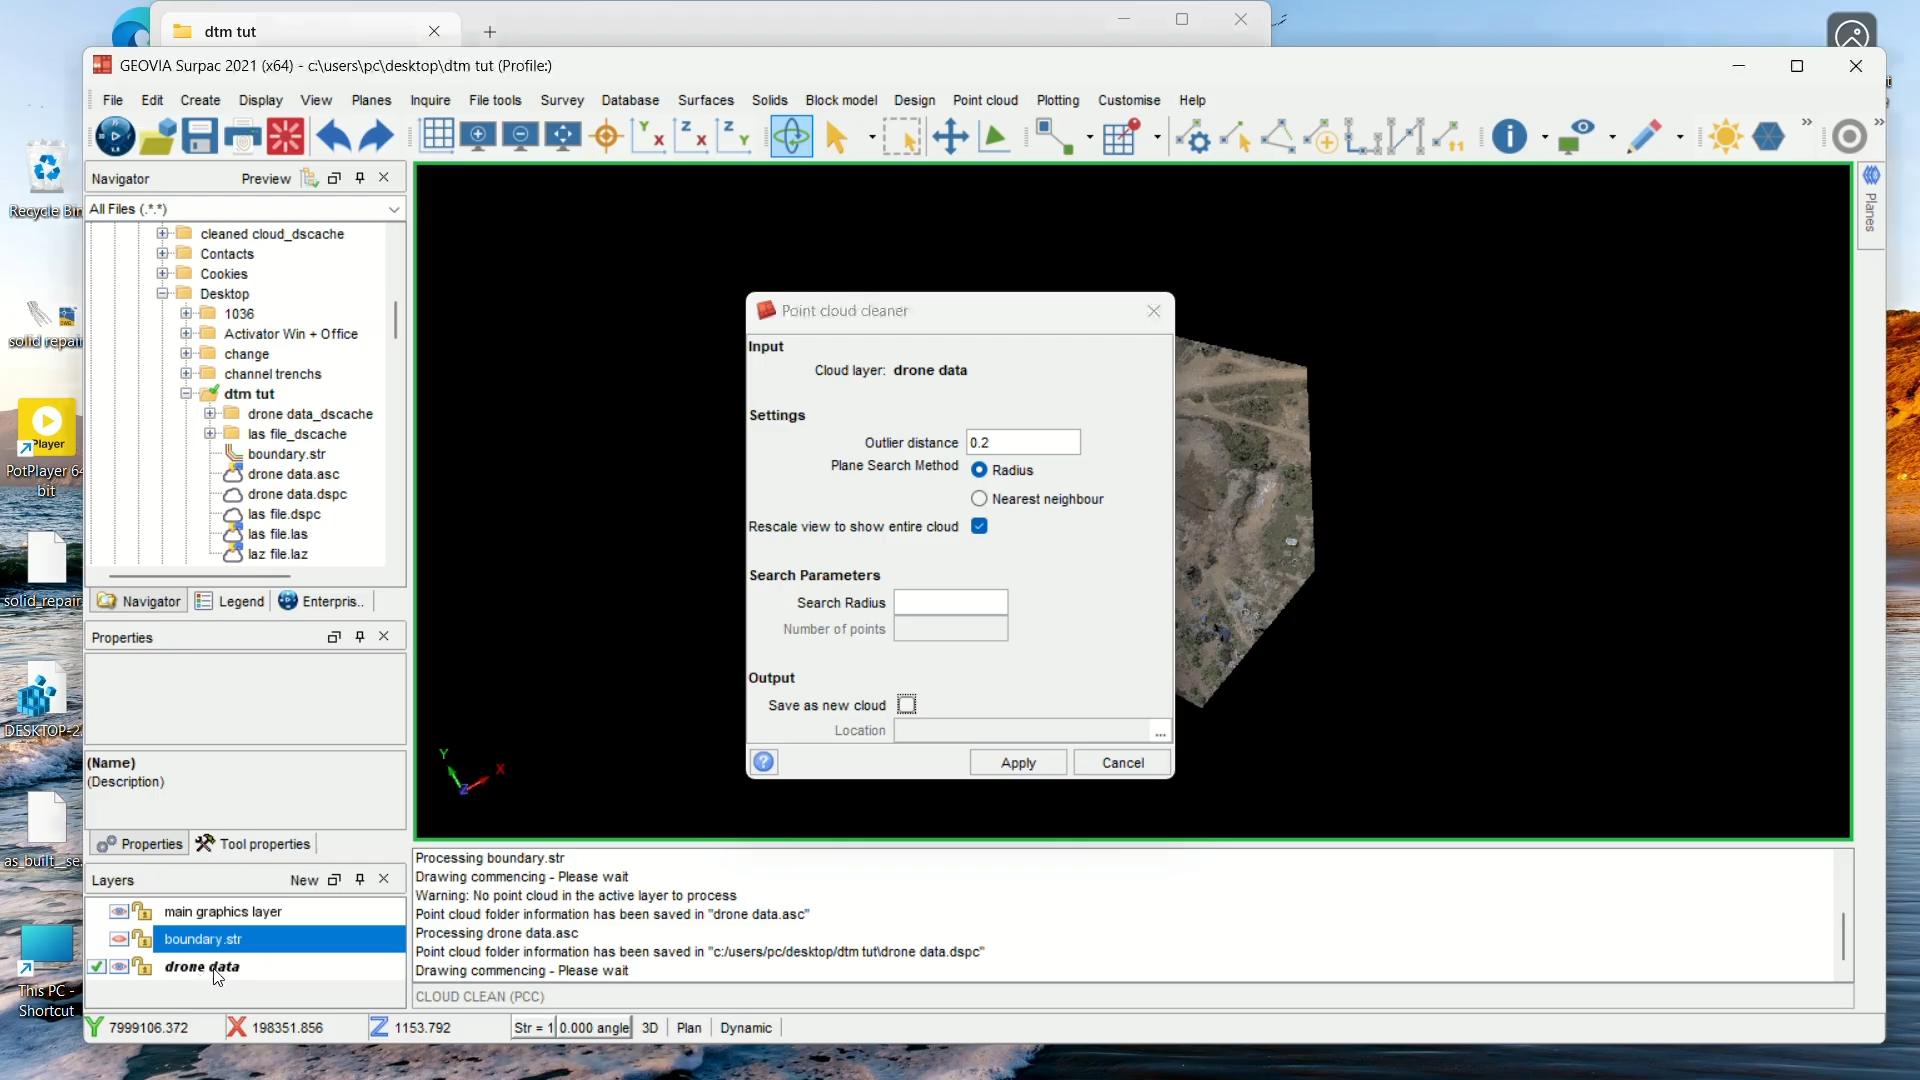 dtm tut
GEOVIA Surpac 2021 (x64) - c:\users\pc\desktop\dtm tut (Profile:)
File Edit Create Display View Planes Inquire File tools Survey Database Surfaces Solids Block model Design Point cloud Plotting Customise Help
Navigator Preview
All Files (*.*)
cleaned cloud_dscache
Contacts
Cookies
Desktop
1036
Activator Win + Office
change
channel trenchs
dtm tut
drone data_dscache
las file_dscache
boundary.str
drone data.asc
drone data.dspc
las file.dspc
las file.las
laz file.laz
Navigator Legend Enterpris..
Properties
(Name)
(Description)
Properties Tool properties
Layers New
main graphics layer
boundary.str
drone data
Point cloud cleaner
Input
Cloud layer: drone data
Settings
Outlier distance 0.2
Plane Search Method Radius
Nearest neighbour
Rescale view to show entire cloud
Search Parameters
Search Radius
Number of points
Output
Save as new cloud
Location ...
Apply Cancel
Y X Z
Planes
Processing boundary.str
Drawing commencing - Please wait
Warning: No point cloud in the active layer to process
Point cloud folder information has been saved in "drone data.asc"
Processing drone data.asc
Point cloud folder information has been saved in "c:/users/pc/desktop/dtm tut\drone data.dspc"
Drawing commencing - Please wait
CLOUD CLEAN (PCC)
Y 7999106.372 X 198351.856 Z 1153.792 Str = 1 0.000 angle 3D Plan Dynamic
Recycle Bin
solid repair
Player
PotPlayer 64
bit
solid_repair
DESKTOP-2
as_built_se
This PC -
Shortcut